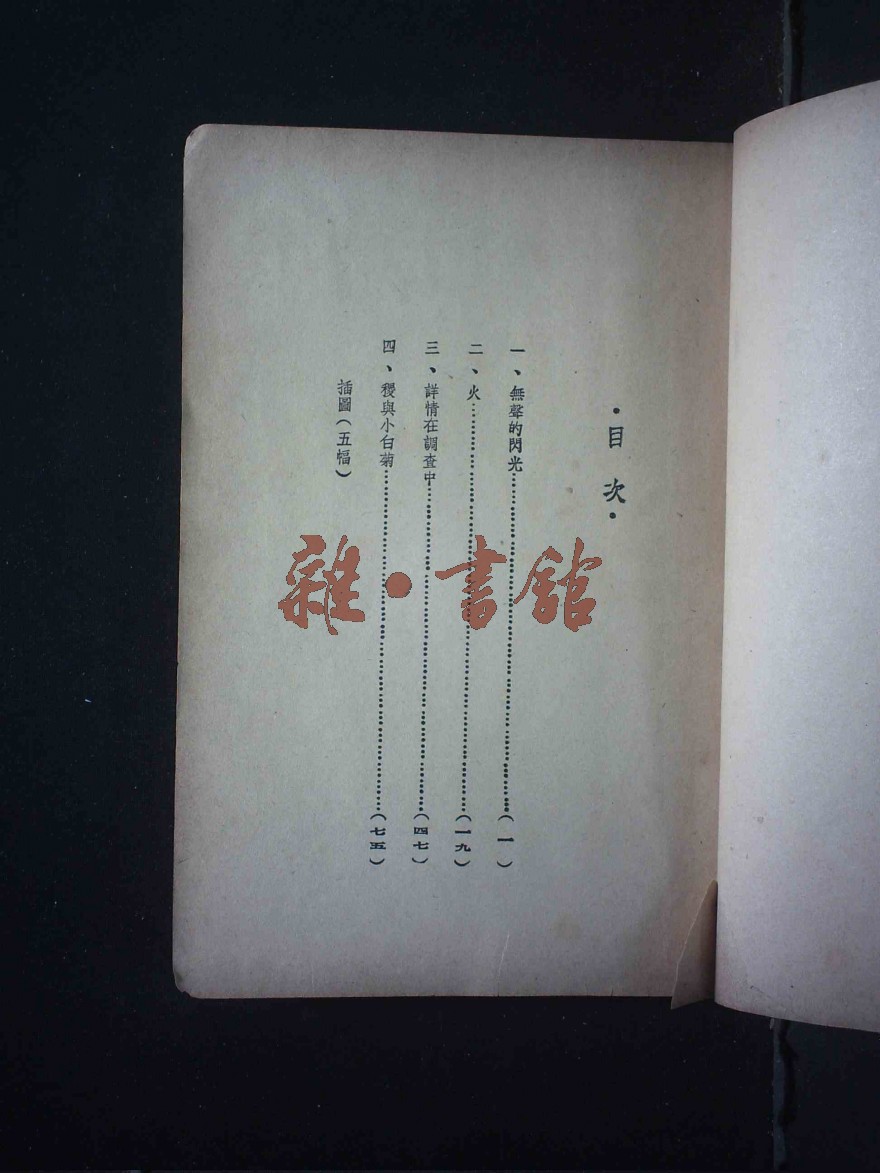 •目次•
一、無聲的閃光……(一)
二、火……(一九)
三、詳情在調查中……(四七)
四、稷與小白菊……(七五)
插圖(五幅)
雜•書館